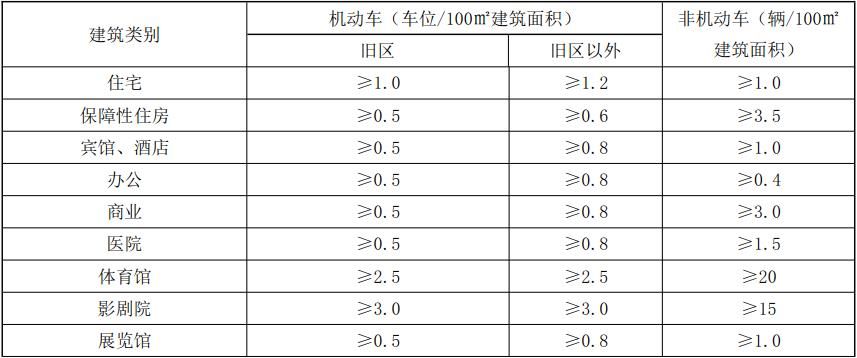 建筑类别 机动车（车位/100㎡建筑面积） 非机动车（辆/100㎡建筑面积）
旧区 旧区以外
住宅 ≥1.0 ≥1.2 ≥1.0
保障性住房 ≥0.5 ≥0.6 ≥3.5
宾馆、酒店 ≥0.5 ≥0.8 ≥1.0
办公 ≥0.5 ≥0.8 ≥0.4
商业 ≥0.5 ≥0.8 ≥3.0
医院 ≥0.5 ≥0.8 ≥1.5
体育馆 ≥2.5 ≥2.5 ≥20
影剧院 ≥3.0 ≥3.0 ≥15
展览馆 ≥0.5 ≥0.8 ≥1.0